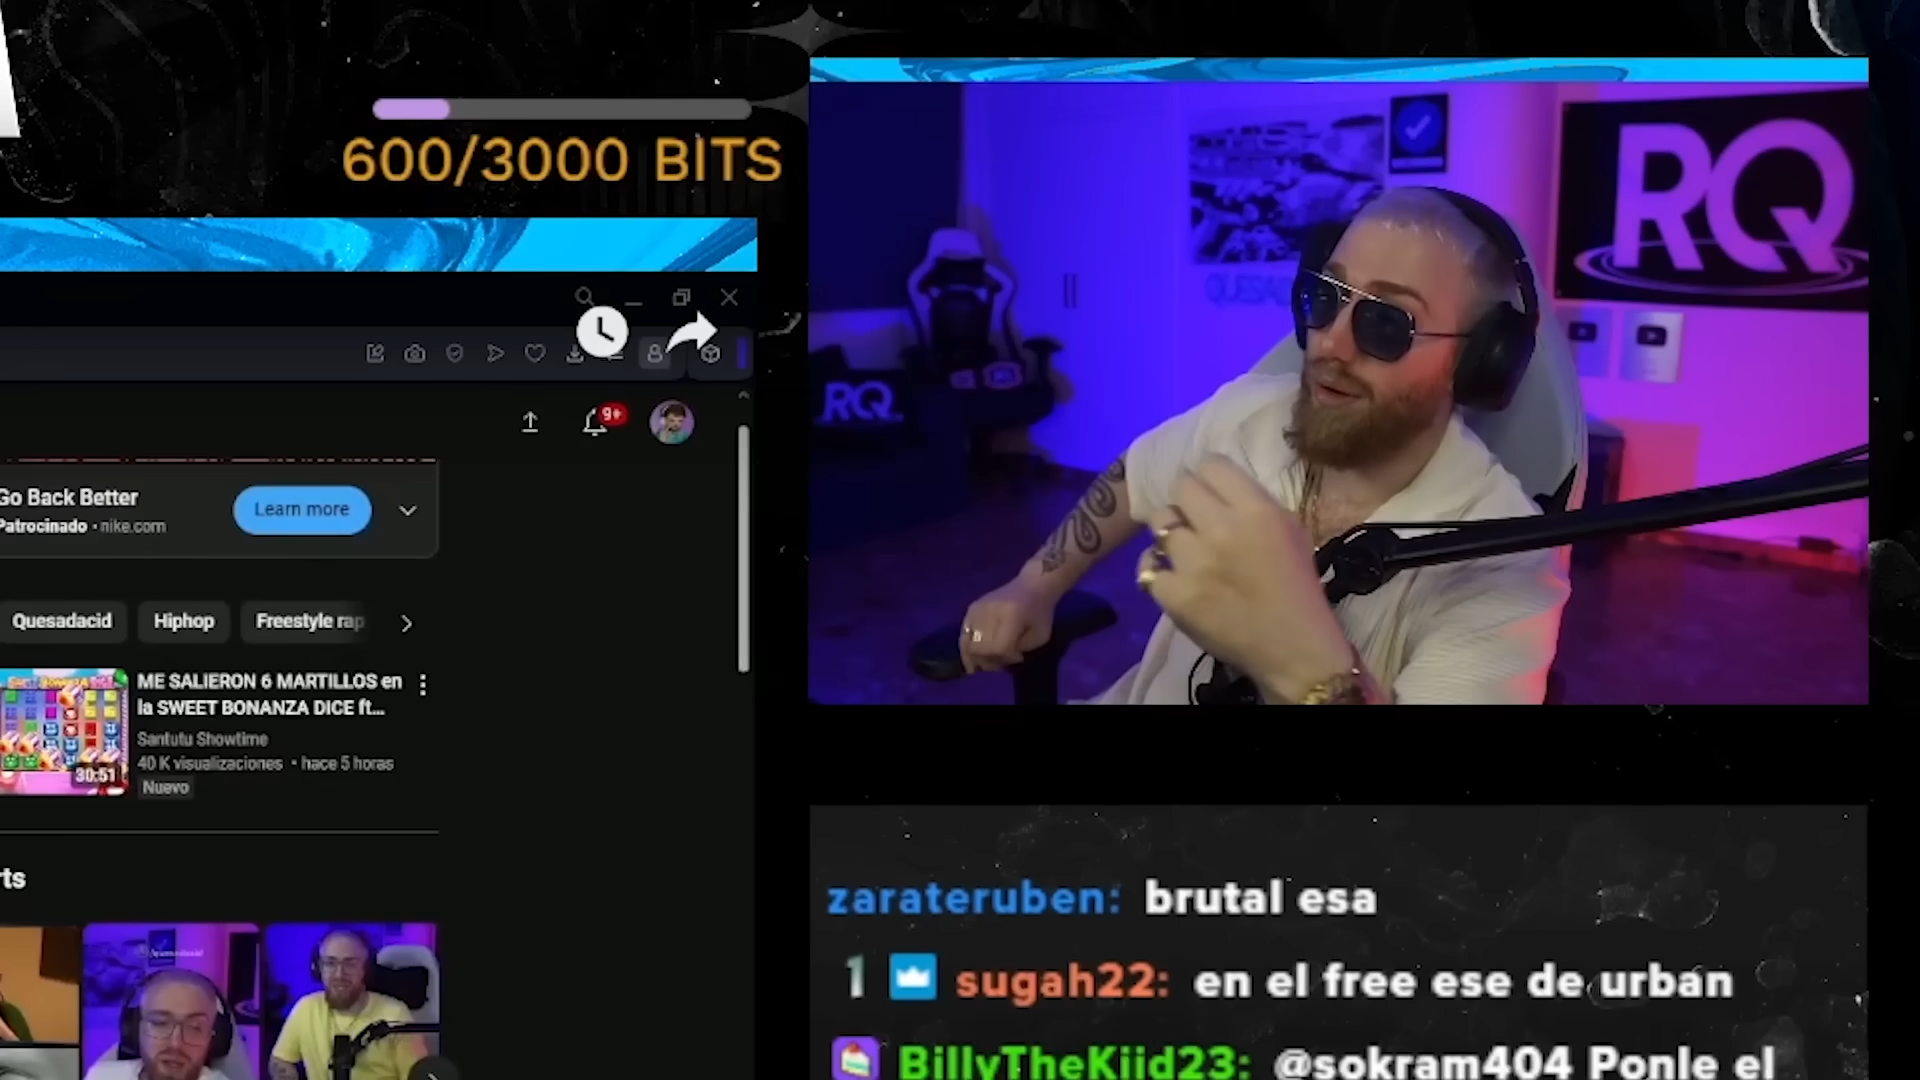 600/3000 BITS
RQ
RQ
9+
Go Back Better
Learn more
Patrocinado · nike.com
Quesadacid
Hiphop
Freestyle rap
ME SALIERON 6 MARTILLOS en
la SWEET BONANZA DICE ft...
Santutu Showtime
40 K visualizaciones · hace 5 horas
30:51
Nuevo
rts
zarateruben: brutal esa
1 sugah22: en el free ese de urban
BillyTheKiid23: @sokram404 Ponle el